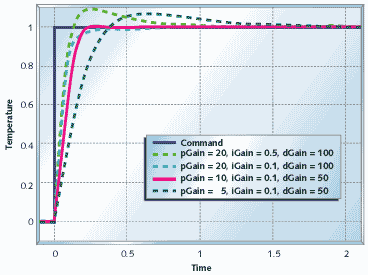 1
0.8
0.6
0.4
0.2
0
Temperature
Command
pGain = 20, iGain = 0.5, dGain = 100
pGain = 20, iGain = 0.1, dGain = 100
pGain = 10, iGain = 0.1, dGain = 50
pGain = 5, iGain = 0.1, dGain = 50
0 0.5 1 1.5 2
Time